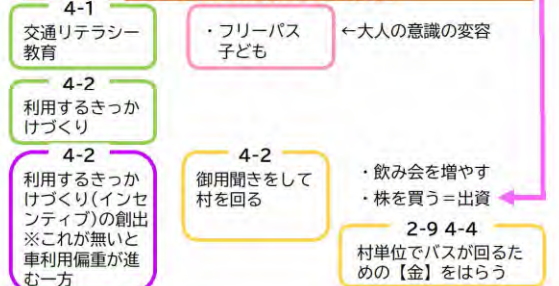 4-1
交通リテラシー
教育
・フリーパス
子ども
←大人の意識の変容
4-2
利用するきっか
けづくり
4-2
利用するきっか
けづくり(インセ
ンティブ)の創出
※これが無いと
車利用偏重が進
む一方
4-2
御用聞きをして
村を回る
・飲み会を増やす
・株を買う＝出資
2-9 4-4
村単位でバスが回るた
めの【金】をはらう